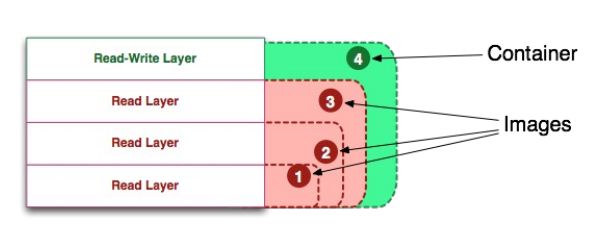 Read-Write Layer
4
Container
Read Layer
3
Images
Read Layer
2
Read Layer
1